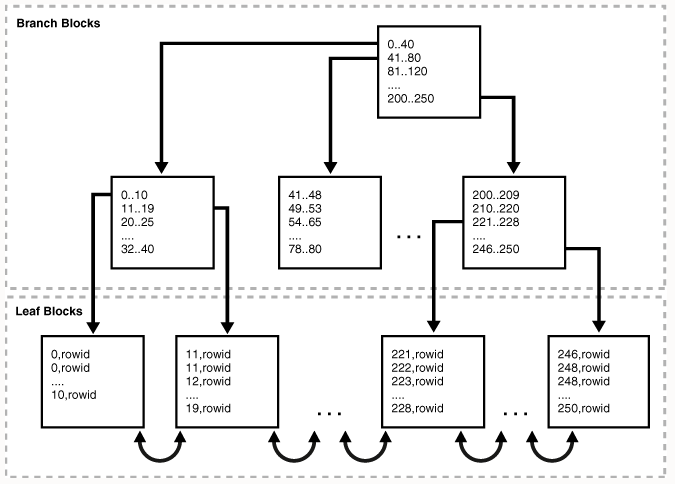 Branch Blocks
0..40
41..80
81..120
....
200..250
0..10
11..19
20..25
....
32..40
41..48
49..53
54..65
....
78..80
...
200..209
210..220
221..228
....
246..250
Leaf Blocks
0,rowid
0,rowid
....
10,rowid
11,rowid
11,rowid
12,rowid
....
19,rowid
...
221,rowid
222,rowid
223,rowid
....
228,rowid
...
246,rowid
248,rowid
248,rowid
....
250,rowid